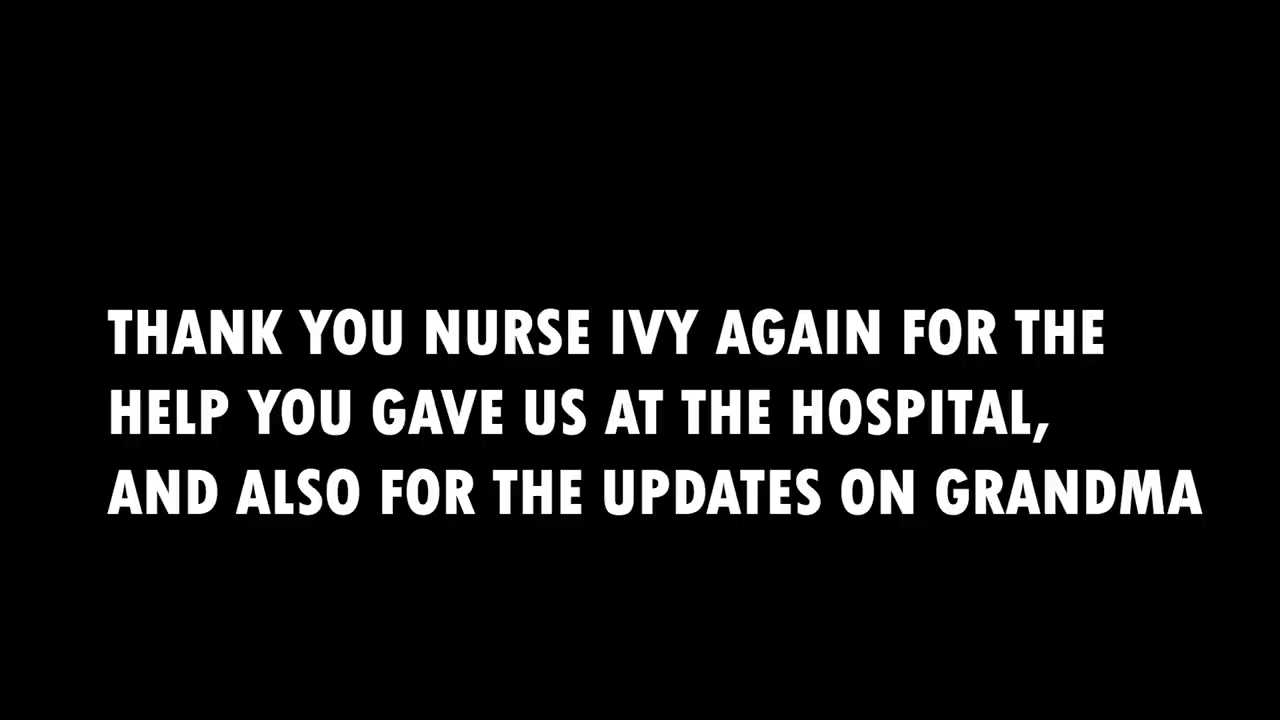 THANK YOU NURSE IVY AGAIN FOR THE
HELP YOU GAVE US AT THE HOSPITAL,
AND ALSO FOR THE UPDATES ON GRANDMA